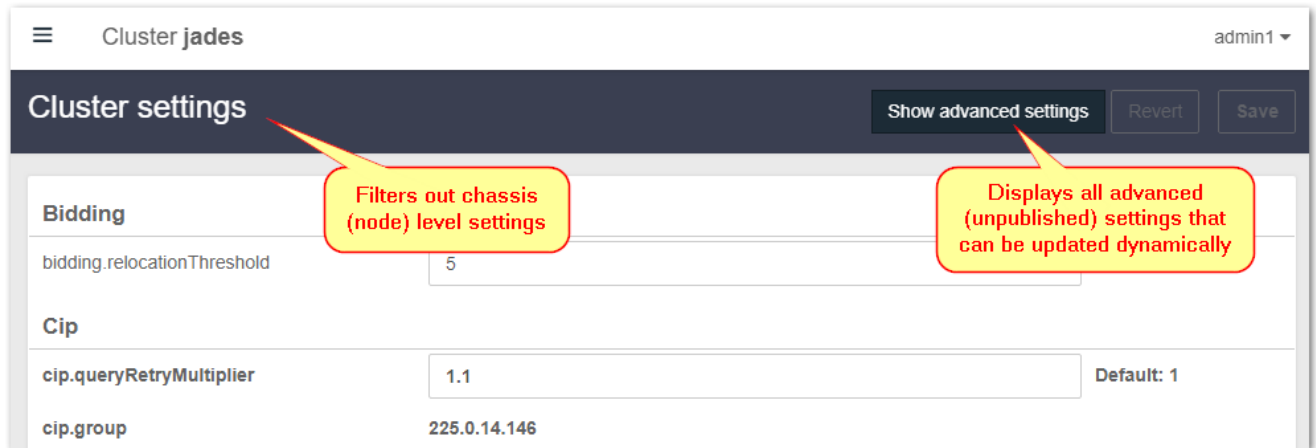 Cluster jades
admin1
Cluster settings
Show advanced settings
Revert
Save
Filters out chassis
(node) level settings
Displays all advanced
(unpublished) settings that
can be updated dynamically
Bidding
bidding.relocationThreshold
5
Cip
cip.queryRetryMultiplier
1.1
Default: 1
cip.group
225.0.14.146